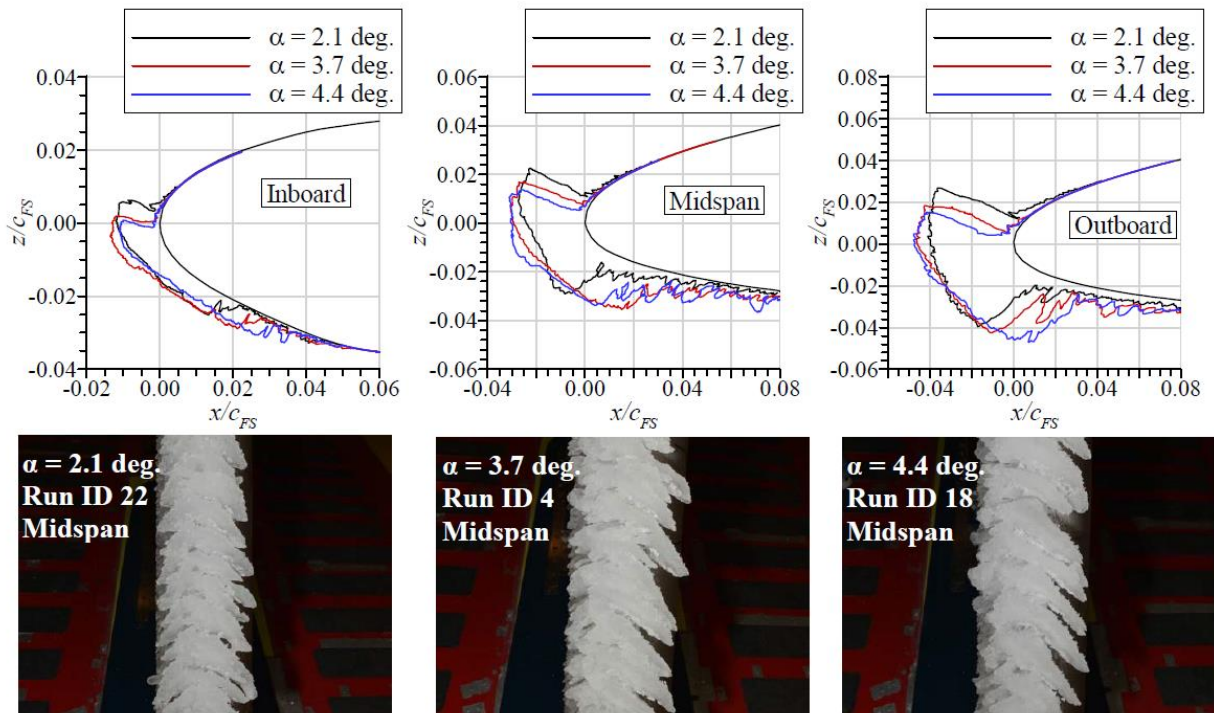 α = 2.1 deg.
α = 3.7 deg.
α = 4.4 deg.
0.04
0.02
0.00
-0.02
-0.04
z/c_FS
Inboard
-0.02 0.00 0.02 0.04 0.06
x/c_FS
α = 2.1 deg.
α = 3.7 deg.
α = 4.4 deg.
0.06
0.04
0.02
0.00
-0.02
-0.04
-0.06
z/c_FS
Midspan
-0.04 0.00 0.04 0.08
x/c_FS
α = 2.1 deg.
α = 3.7 deg.
α = 4.4 deg.
0.08
0.06
0.04
0.02
0.00
-0.02
-0.04
-0.06
z/c_FS
Outboard
-0.04 0.00 0.04 0.08
x/c_FS
α = 2.1 deg.
Run ID 22
Midspan
α = 3.7 deg.
Run ID 4
Midspan
α = 4.4 deg.
Run ID 18
Midspan